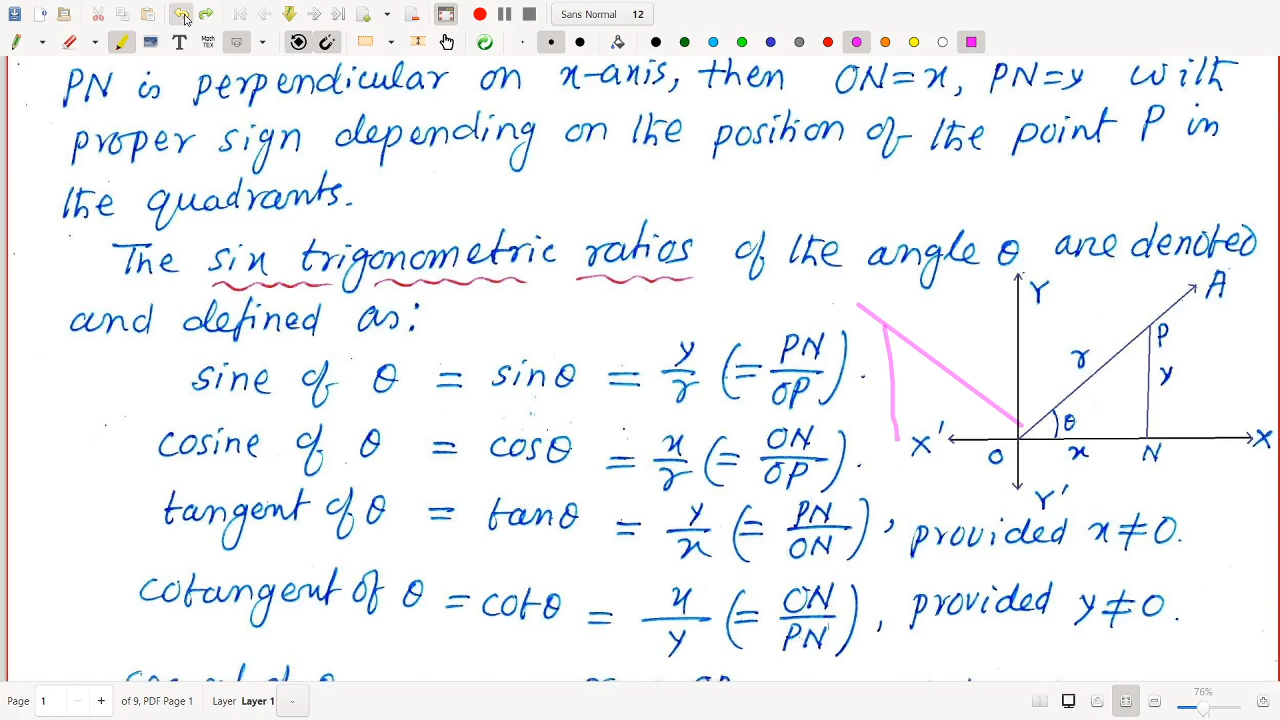 Sans Normal 12
MATH TEX
PN is perpendicular on x-axis, then ON=x, PN=y with
proper sign depending on the position of the point P in
the quadrants.
The six trigonometric ratios of the angle θ are denoted
and defined as:
Y
A
P
r
y
θ
X'
O
x
N
X
Y'
sine of θ = sinθ = y/r (= PN/OP).
cosine of θ = cosθ = x/r (= ON/OP).
tangent of θ = tanθ = y/x (= PN/ON), provided x≠0.
cotangent of θ = cotθ = x/y (= ON/PN), provided y≠0.
Page 1 of 9, PDF Page 1 Layer Layer 1 76%